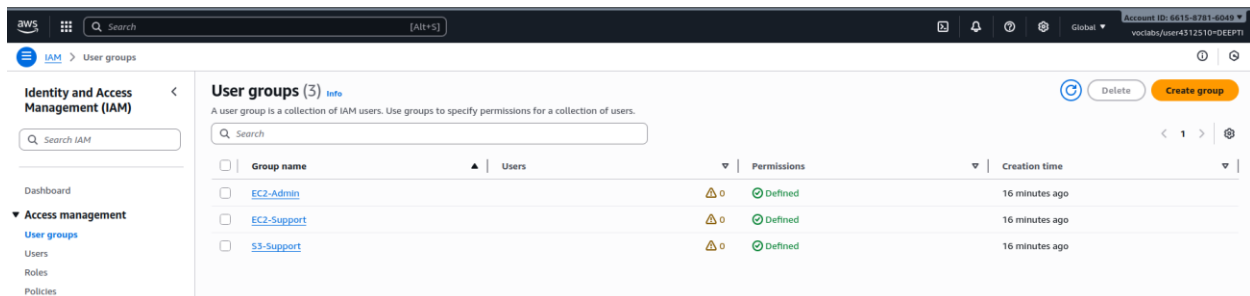 aws
Search
[Alt+S]
Global
Account ID: 6615-8781-6049
voclabs/user4312510=DEEPTI
IAM > User groups
Identity and Access Management (IAM)
Search IAM
Dashboard
Access management
User groups
Users
Roles
Policies
User groups (3) Info
A user group is a collection of IAM users. Use groups to specify permissions for a collection of users.
Delete
Create group
Search
1
Group name Users Permissions Creation time
EC2-Admin 0 Defined 16 minutes ago
EC2-Support 0 Defined 16 minutes ago
S3-Support 0 Defined 16 minutes ago